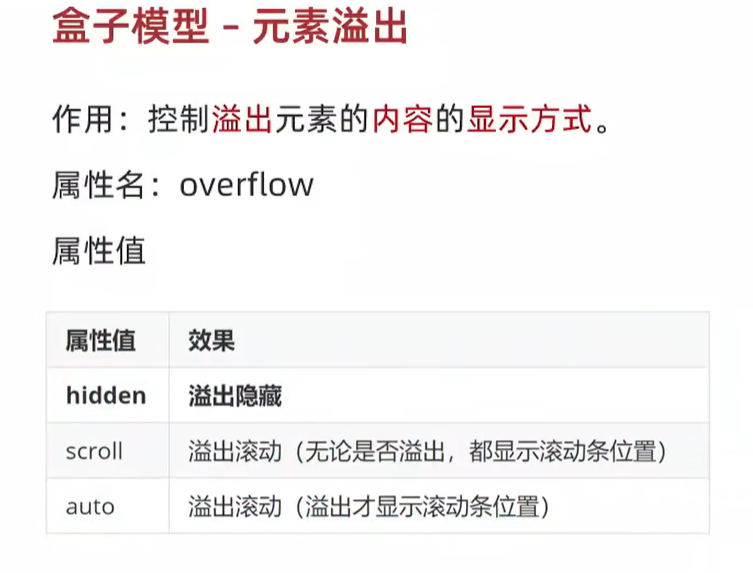 盒子模型 – 元素溢出
作用：控制溢出元素的内容的显示方式。
属性名：overflow
属性值
属性值 效果
hidden 溢出隐藏
scroll 溢出滚动（无论是否溢出，都显示滚动条位置）
auto 溢出滚动（溢出才显示滚动条位置）